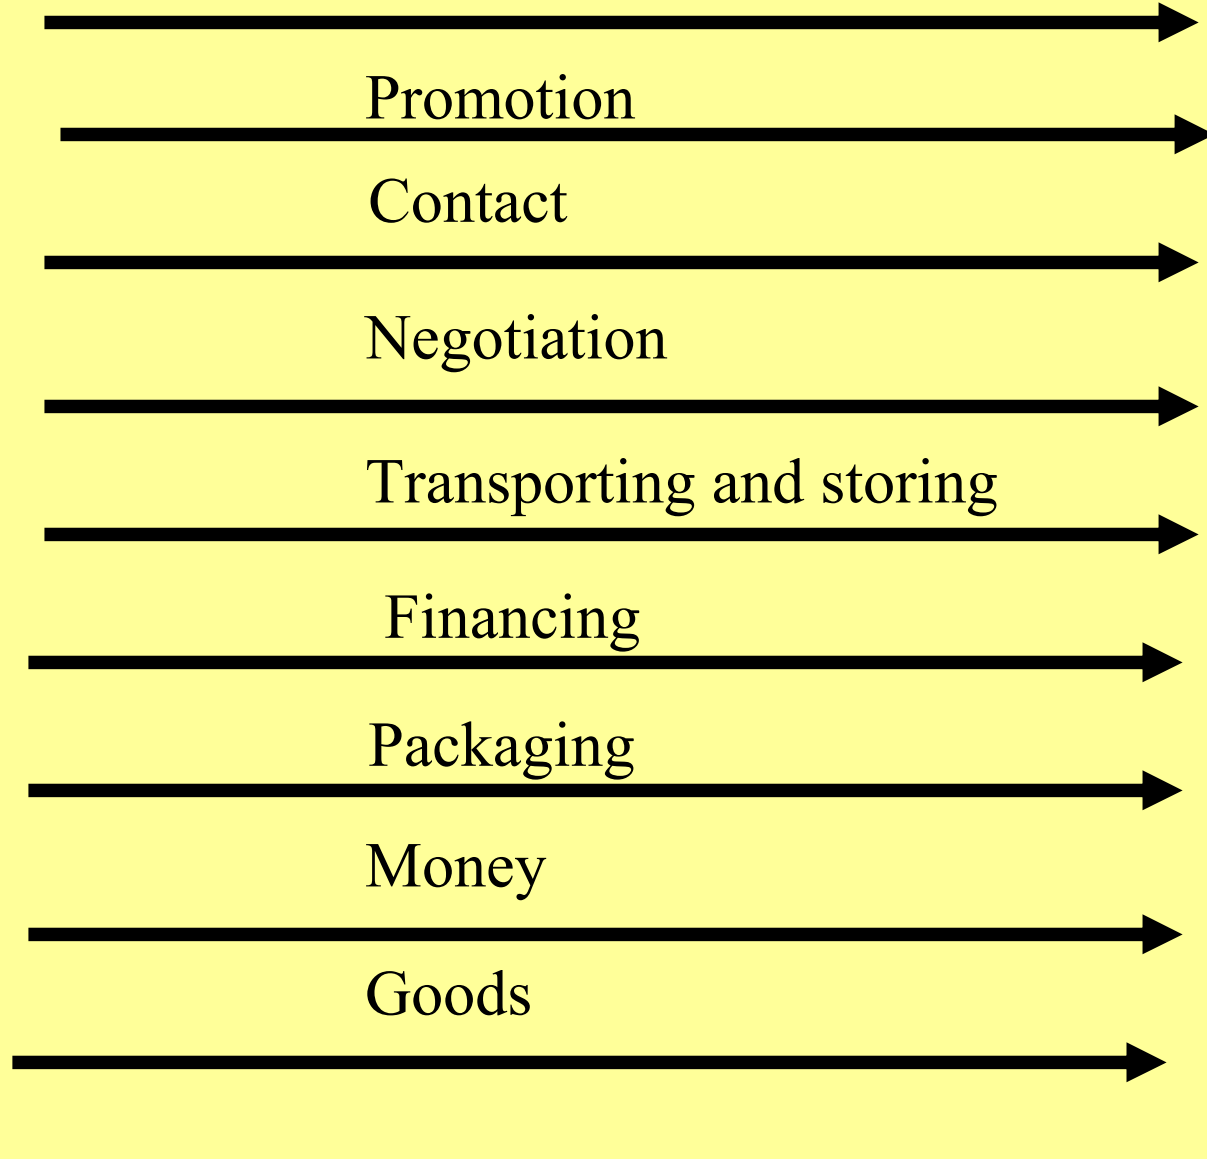 Promotion
Contact
Negotiation
Transporting and storing
Financing
Packaging
Money
Goods